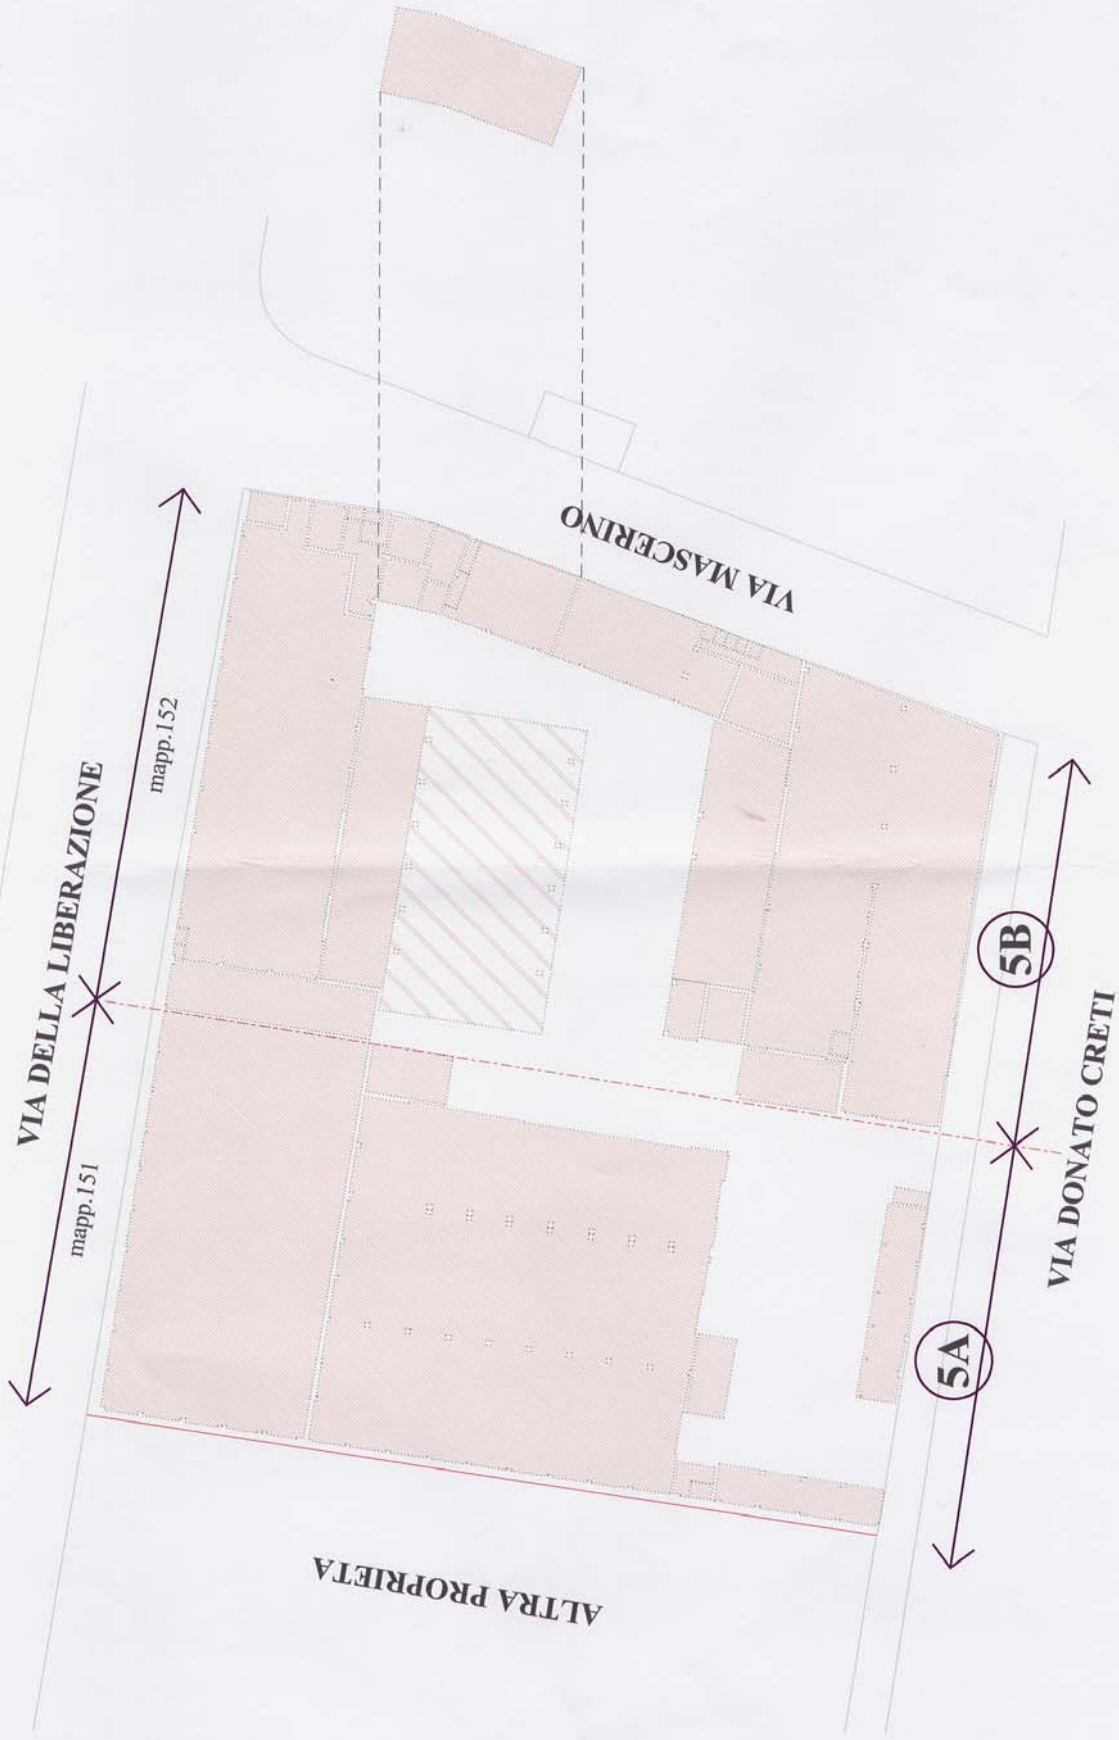 VIA MASCERINO
mapp.152
VIA DELLA LIBERAZIONE
5B
mapp.151
VIA DONATO CRETI
5A
ALTRA PROPRIETA